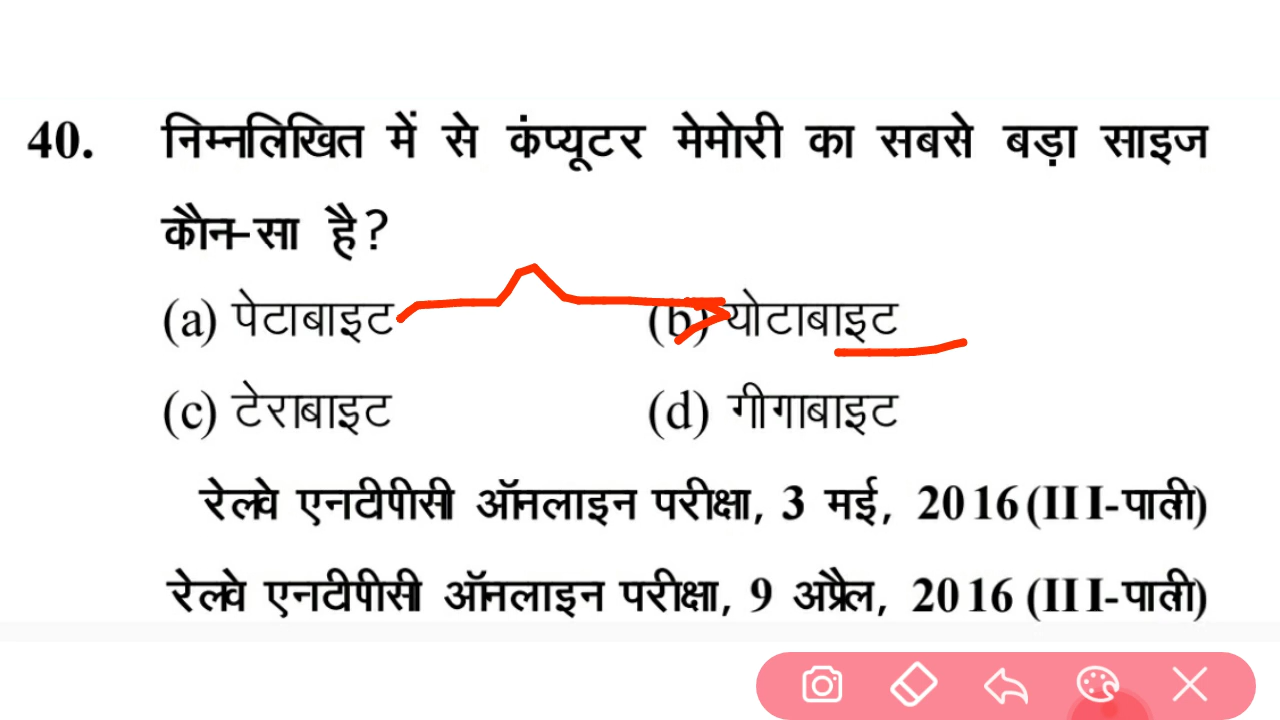 40. निम्नलिखित में से कंप्यूटर मेमोरी का सबसे बड़ा साइज
कौन-सा है?
(a) पेटाबाइट (b) योटाबाइट
(c) टेराबाइट (d) गीगाबाइट
रेलवे एनटीपीसी ऑनलाइन परीक्षा, 3 मई, 2016 (III-पाली)
रेलवे एनटीपीसी ऑनलाइन परीक्षा, 9 अप्रैल, 2016 (III-पाली)